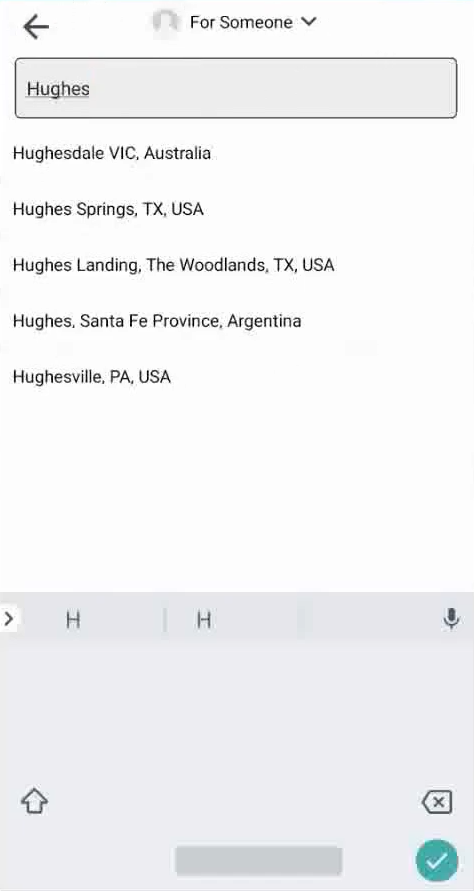 For Someone
Hughes
Hughesdale VIC, Australia
Hughes Springs, TX, USA
Hughes Landing, The Woodlands, TX, USA
Hughes, Santa Fe Province, Argentina
Hughesville, PA, USA
H H